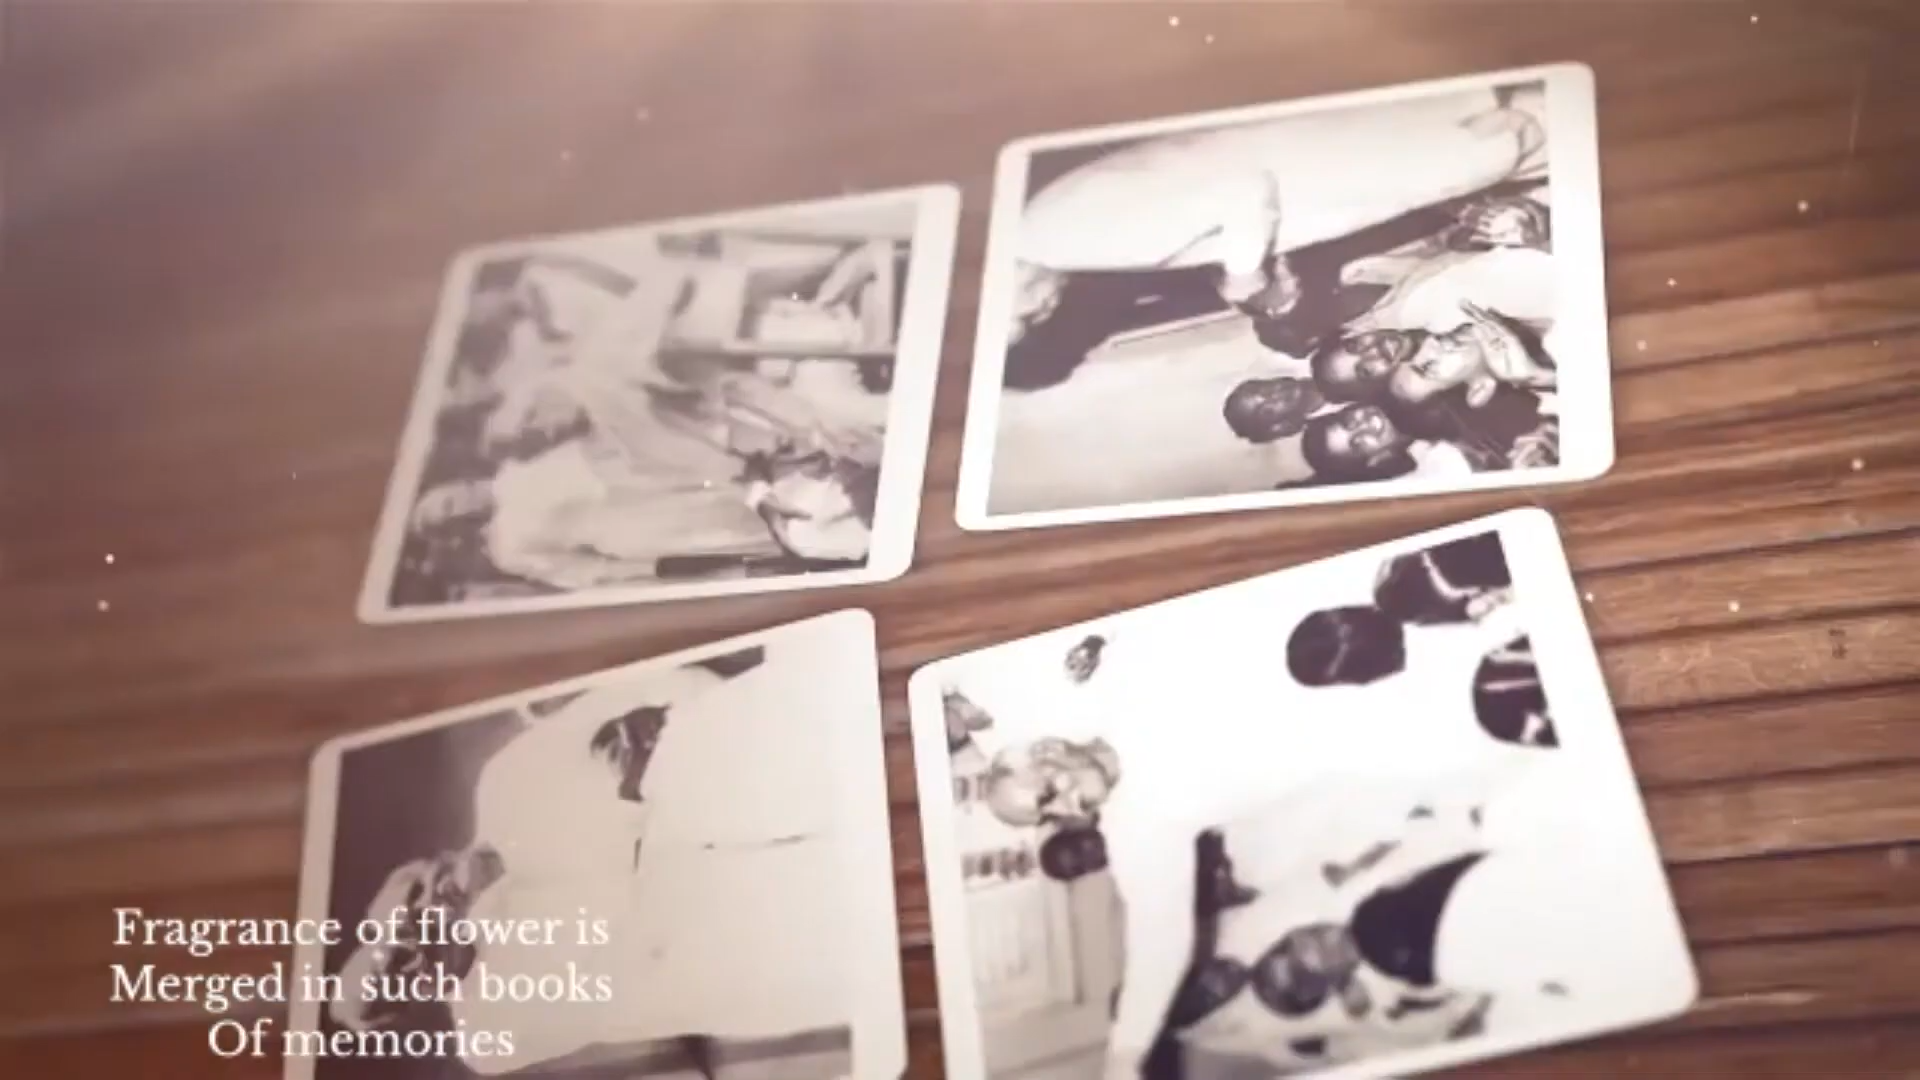 Fragrance of flower is
Merged in such books
Of memories